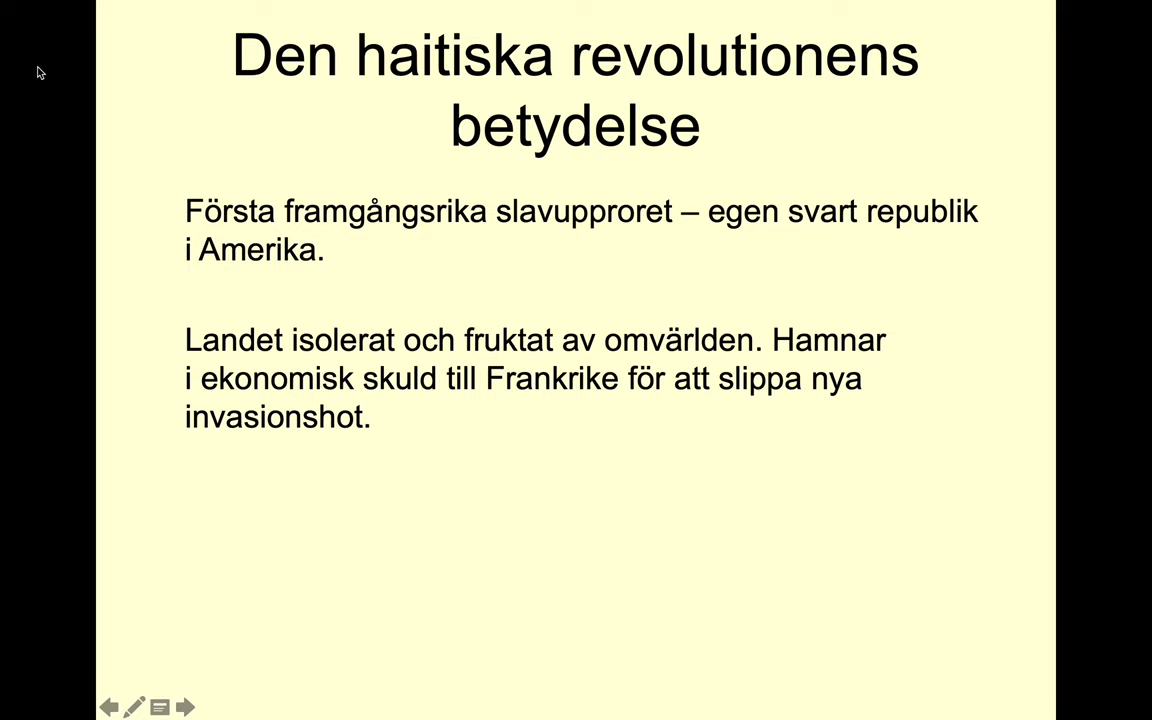 Den haitiska revolutionens
betydelse
Första framgångsrika slavupproret – egen svart republik
i Amerika.
Landet isolerat och fruktat av omvärlden. Hamnar
i ekonomisk skuld till Frankrike för att slippa nya
invasionshot.